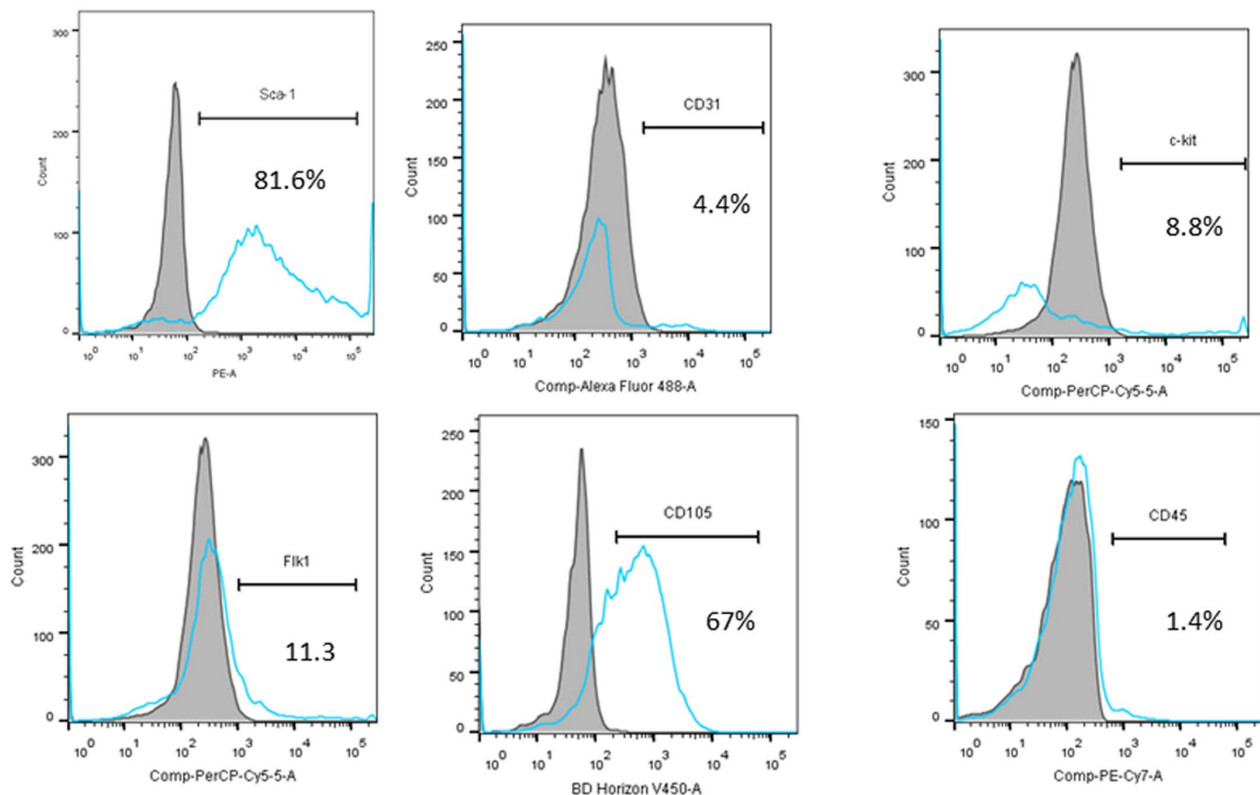 300
200
100
0
Count
Sca-1
81.6%
10^0 10^1 10^2 10^3 10^4 10^5
PE-A
250
200
150
100
50
0
Count
CD31
4.4%
10^0 10^1 10^2 10^3 10^4 10^5
Comp-Alexa Fluor 488-A
300
200
100
0
Count
c-kit
8.8%
10^0 10^1 10^2 10^3 10^4 10^5
Comp-PerCP-Cy5-5-A
300
200
100
0
Count
Flk1
11.3
10^0 10^1 10^2 10^3 10^4 10^5
Comp-PerCP-Cy5-5-A
250
200
150
100
50
0
Count
CD105
67%
10^0 10^1 10^2 10^3 10^4 10^5
BD Horizon V450-A
150
100
50
0
Count
CD45
1.4%
10^0 10^1 10^2 10^3 10^4 10^5
Comp-PE-Cy7-A